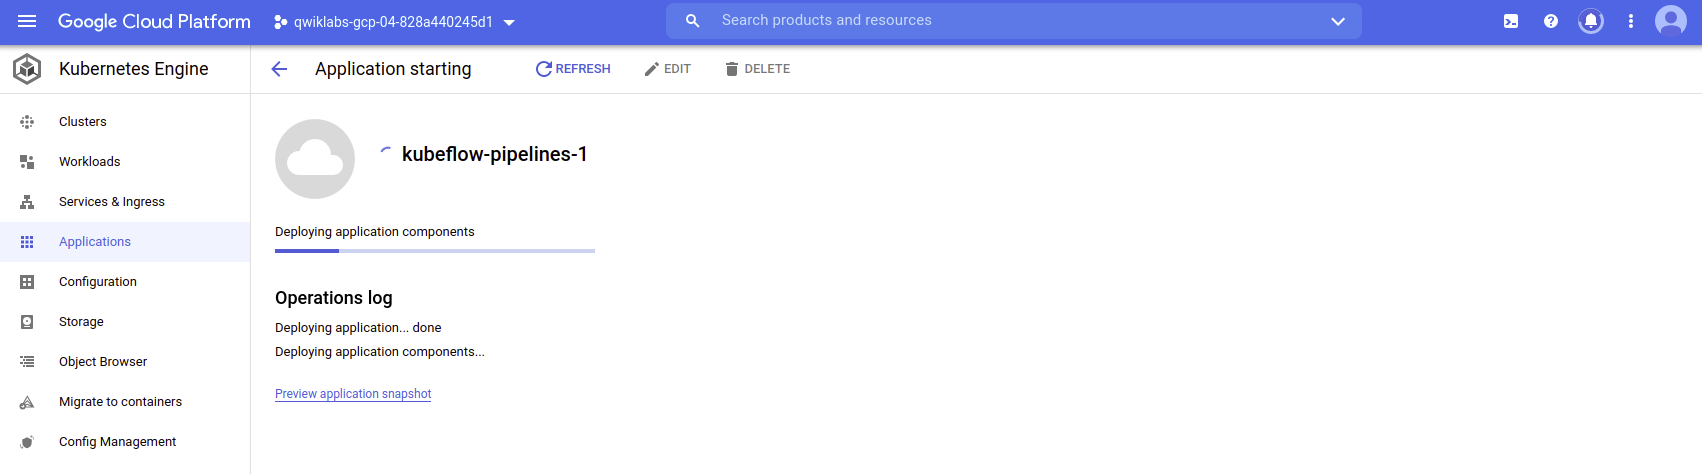 Google Cloud Platform
qwiklabs-gcp-04-828a440245d1
Search products and resources
Kubernetes Engine
Application starting
REFRESH
EDIT
DELETE
Clusters
Workloads
Services & Ingress
Applications
Configuration
Storage
Object Browser
Migrate to containers
Config Management
kubeflow-pipelines-1
Deploying application components
Operations log
Deploying application... done
Deploying application components...
Preview application snapshot